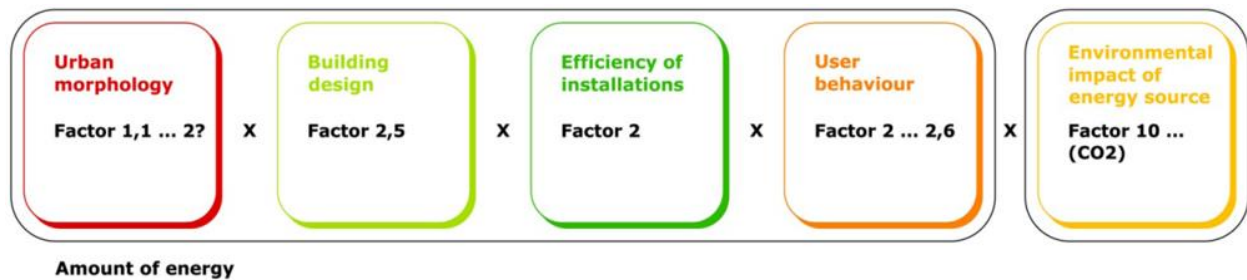 Urban
morphology
Factor 1,1 ... 2?
X
Building
design
Factor 2,5
X
Efficiency of
installations
Factor 2
X
User
behaviour
Factor 2 ... 2,6
X
Environmental
impact of
energy source
Factor 10 ...
(CO2)
Amount of energy